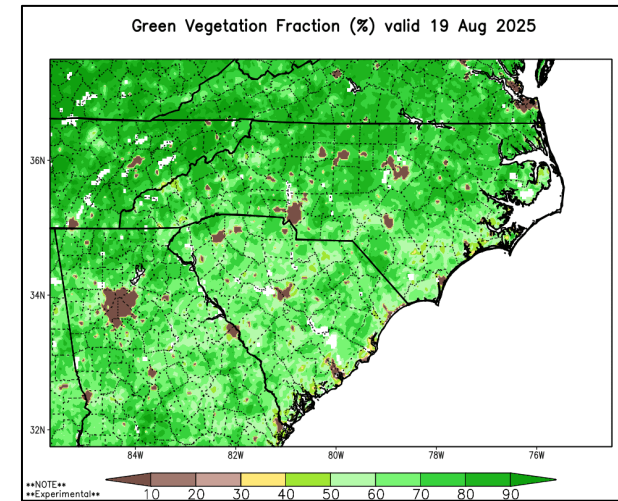 Green Vegetation Fraction (%) valid 19 Aug 2025
36N
34N
32N
84W 82W 80W 78W 76W
**NOTE**
**Experimental**
10 20 30 40 50 60 70 80 90